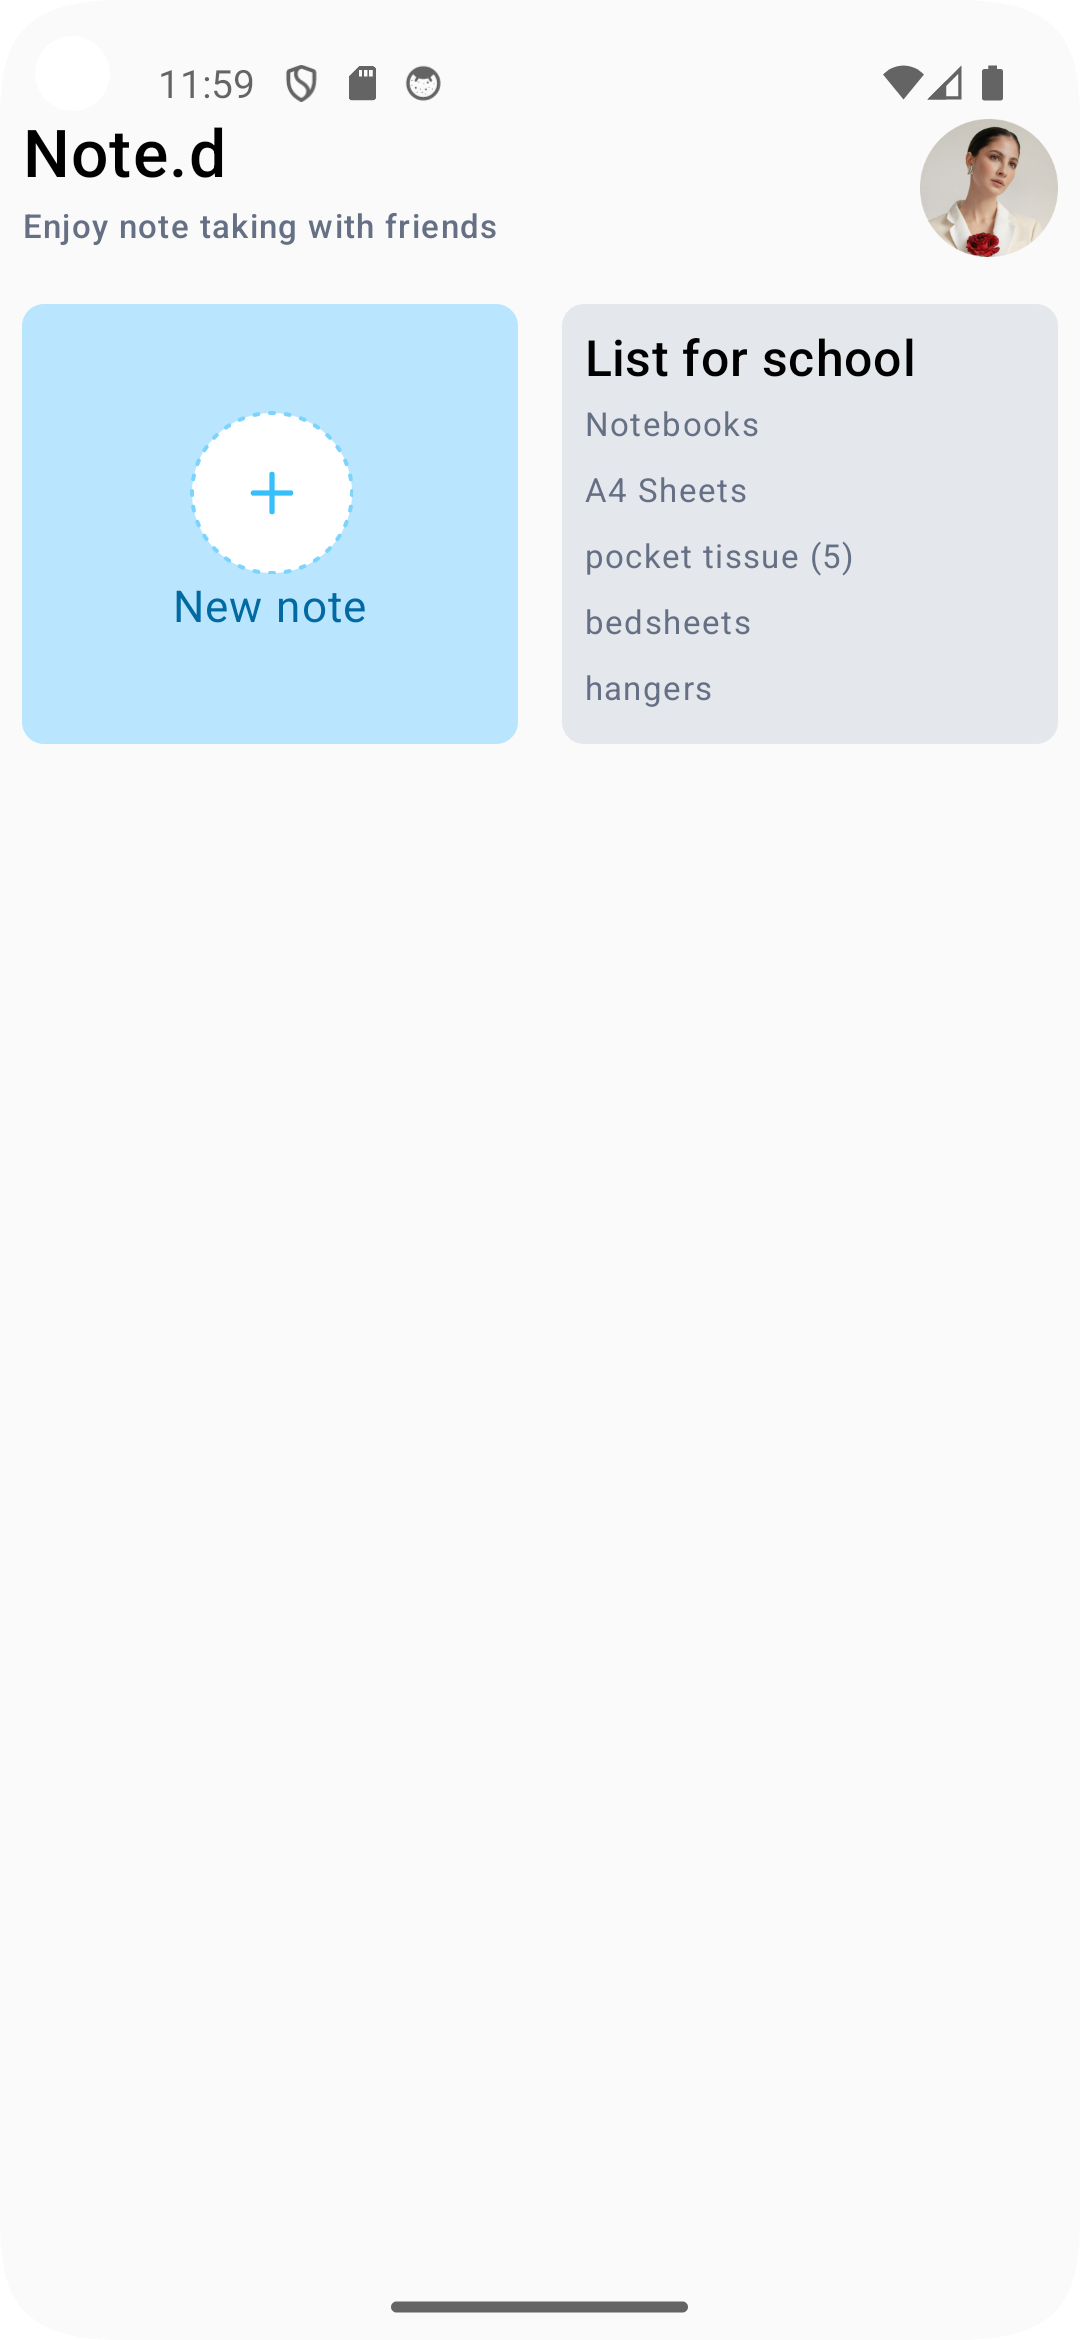 11:59
Note.d
Enjoy note taking with friends
New note
List for school
Notebooks
A4 Sheets
pocket tissue (5)
bedsheets
hangers